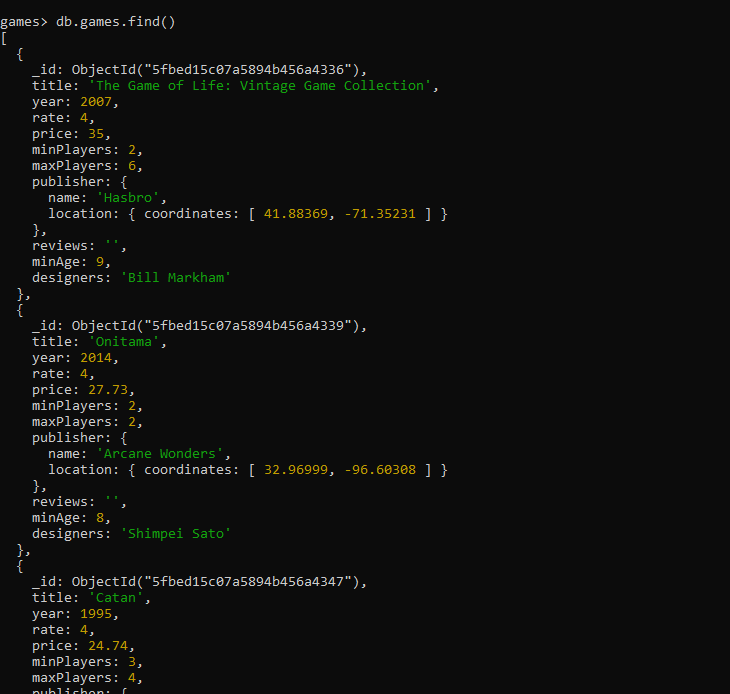 games> db.games.find()
[
  {
    _id: ObjectId("5fbed15c07a5894b456a4336"),
    title: 'The Game of Life: Vintage Game Collection',
    year: 2007,
    rate: 4,
    price: 35,
    minPlayers: 2,
    maxPlayers: 6,
    publisher: {
      name: 'Hasbro',
      location: { coordinates: [ 41.88369, -71.35231 ] }
    },
    reviews: '',
    minAge: 9,
    designers: 'Bill Markham'
  },
  {
    _id: ObjectId("5fbed15c07a5894b456a4339"),
    title: 'Onitama',
    year: 2014,
    rate: 4,
    price: 27.73,
    minPlayers: 2,
    maxPlayers: 2,
    publisher: {
      name: 'Arcane Wonders',
      location: { coordinates: [ 32.96999, -96.60308 ] }
    },
    reviews: '',
    minAge: 8,
    designers: 'Shimpei Sato'
  },
  {
    _id: ObjectId("5fbed15c07a5894b456a4347"),
    title: 'Catan',
    year: 1995,
    rate: 4,
    price: 24.74,
    minPlayers: 3,
    maxPlayers: 4,
    publisher: {